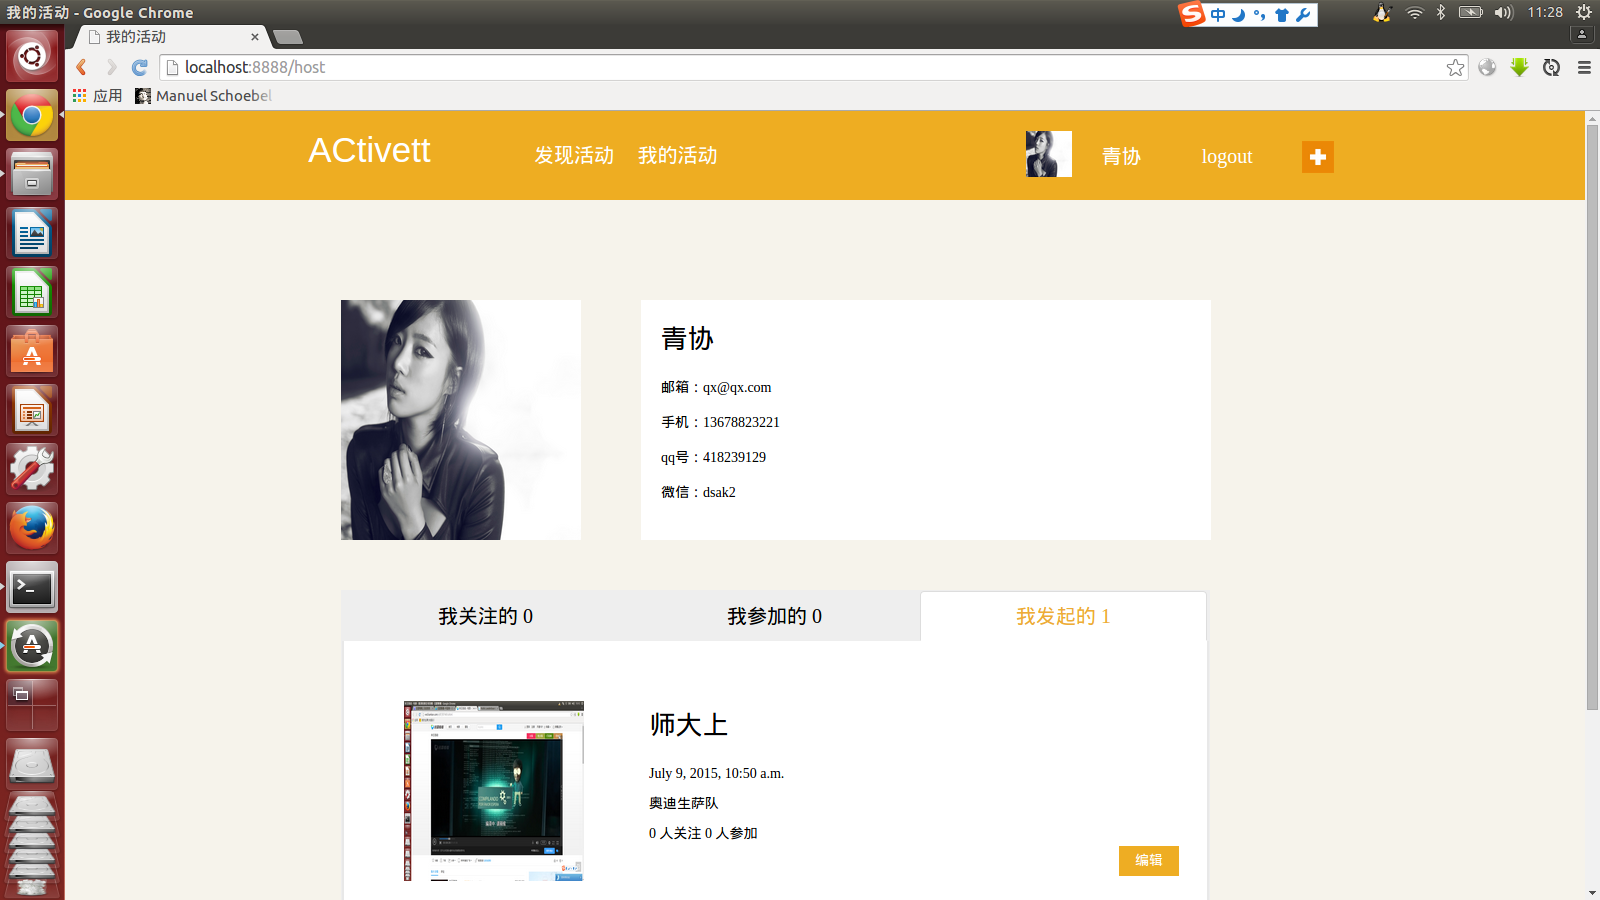 我的活动 - Google Chrome
中
11:28
我的活动
localhost:8888/host
应用
Manuel Schoebel
ACtivett
发现活动
我的活动
青协
logout
青协
邮箱：qx@qx.com
手机：13678823221
qq号：418239129
微信：dsak2
我关注的 0
我参加的 0
我发起的 1
师大上
July 9, 2015, 10:50 a.m.
奥迪生萨队
0 人关注 0 人参加
编辑